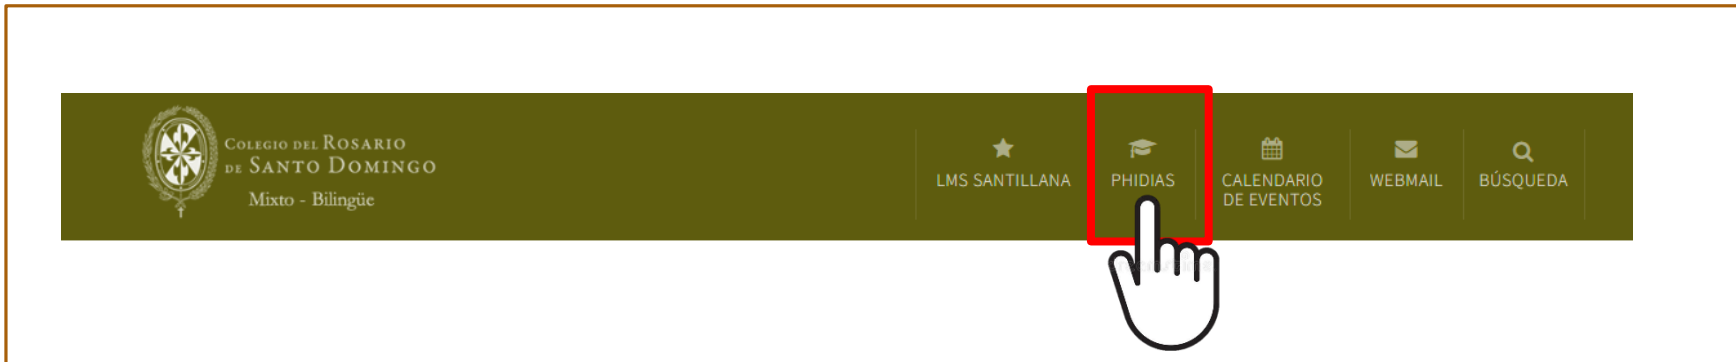 COLEGIO DEL ROSARIO
DE SANTO DOMINGO
Mixto - Bilingüe
LMS SANTILLANA
PHIDIAS
CALENDARIO
DE EVENTOS
WEBMAIL
BÚSQUEDA